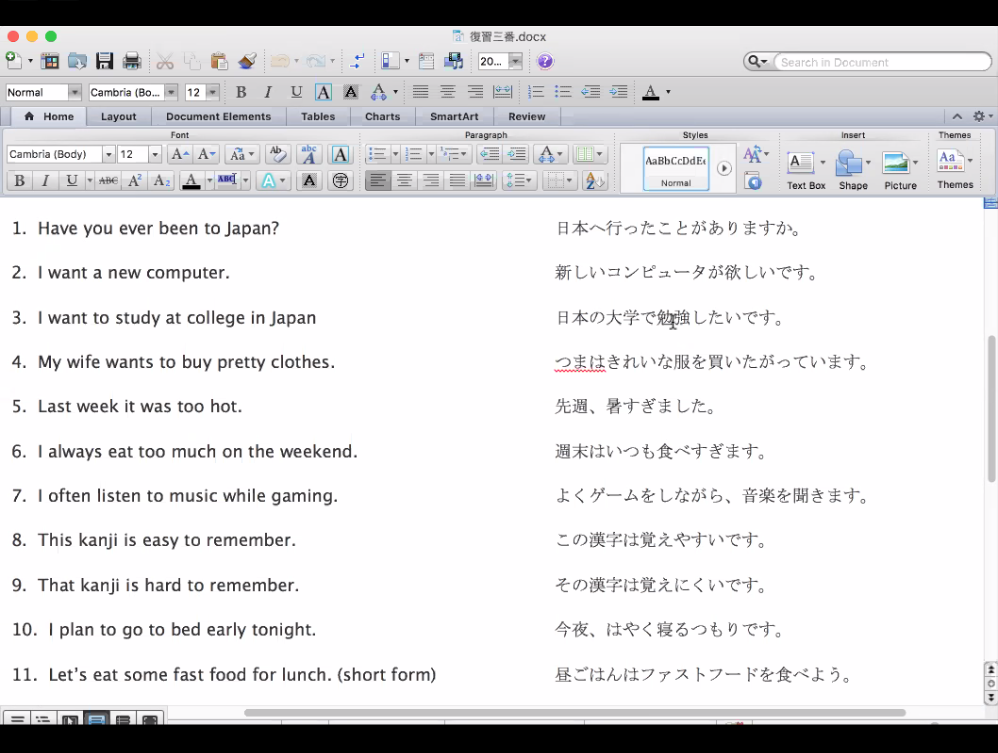 復習三番.docx
20... Search in Document
Normal Cambria (Bo... 12 B I U A A A A
Home Layout Document Elements Tables Charts SmartArt Review
Font Paragraph Styles Insert Themes
Cambria (Body) 12 A A Aa Ab abc A A AaBbCcDdEe A Aa
Normal
B I U ABC A² A₂ A ABC A A 字 Text Box Shape Picture Themes
1. Have you ever been to Japan? 日本へ行ったことがありますか。
2. I want a new computer. 新しいコンピュータが欲しいです。
3. I want to study at college in Japan 日本の大学で勉強したいです。
4. My wife wants to buy pretty clothes. つまはきれいな服を買いたがっています。
5. Last week it was too hot. 先週、暑すぎました。
6. I always eat too much on the weekend. 週末はいつも食べすぎます。
7. I often listen to music while gaming. よくゲームをしながら、音楽を聞きます。
8. This kanji is easy to remember. この漢字は覚えやすいです。
9. That kanji is hard to remember. その漢字は覚えにくいです。
10. I plan to go to bed early tonight. 今夜、はやく寝るつもりです。
11. Let's eat some fast food for lunch. (short form) 昼ごはんはファストフードを食べよう。